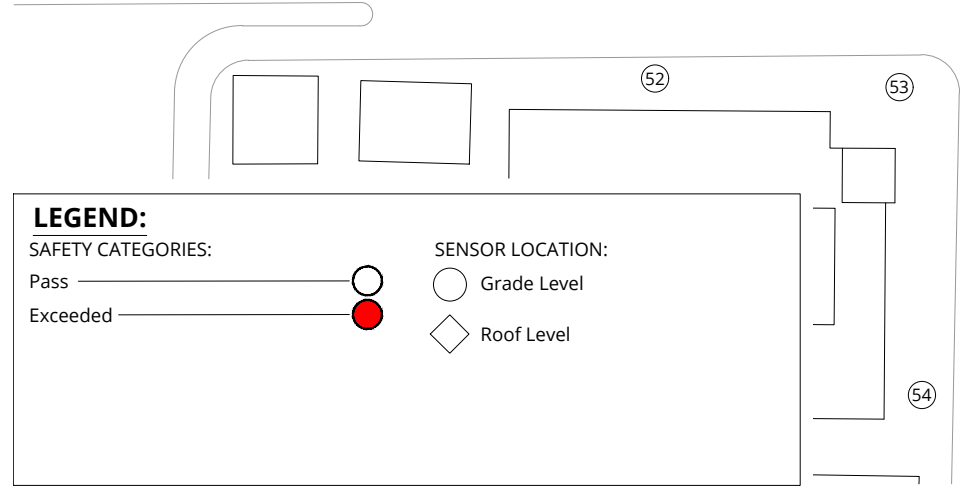 52
53
LEGEND:
SAFETY CATEGORIES:
Pass
Exceeded
SENSOR LOCATION:
Grade Level
Roof Level
54